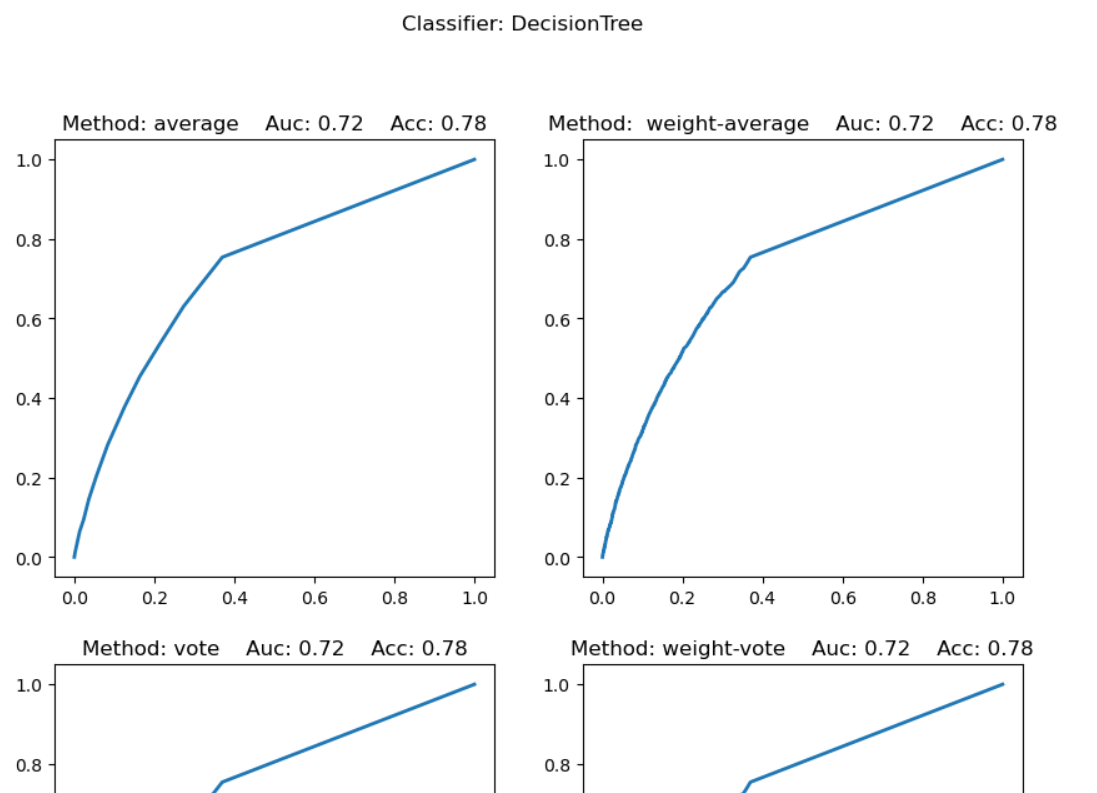 Classifier: DecisionTree
Method: average    Auc: 0.72    Acc: 0.78
Method:  weight-average    Auc: 0.72    Acc: 0.78
1.0
0.8
0.6
0.4
0.2
0.0
0.0 0.2 0.4 0.6 0.8 1.0
1.0
0.8
0.6
0.4
0.2
0.0
0.0 0.2 0.4 0.6 0.8 1.0
Method: vote    Auc: 0.72    Acc: 0.78
Method: weight-vote    Auc: 0.72    Acc: 0.78
1.0
0.8
1.0
0.8